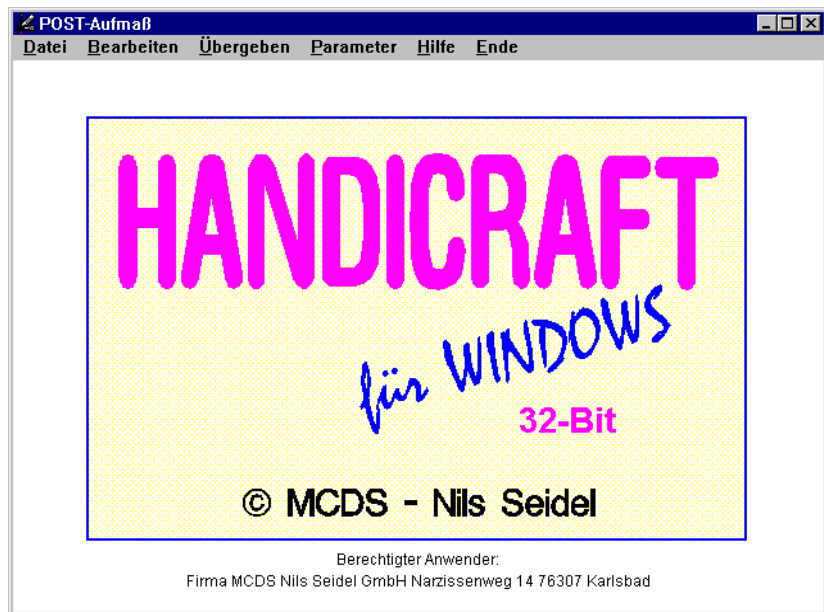 POST-Aufmaß
Datei Bearbeiten Übergeben Parameter Hilfe Ende
HANDICRAFT
für WINDOWS
32-Bit
© MCDS - Nils Seidel
Berechtigter Anwender:
Firma MCDS Nils Seidel GmbH Narzissenweg 14 76307 Karlsbad